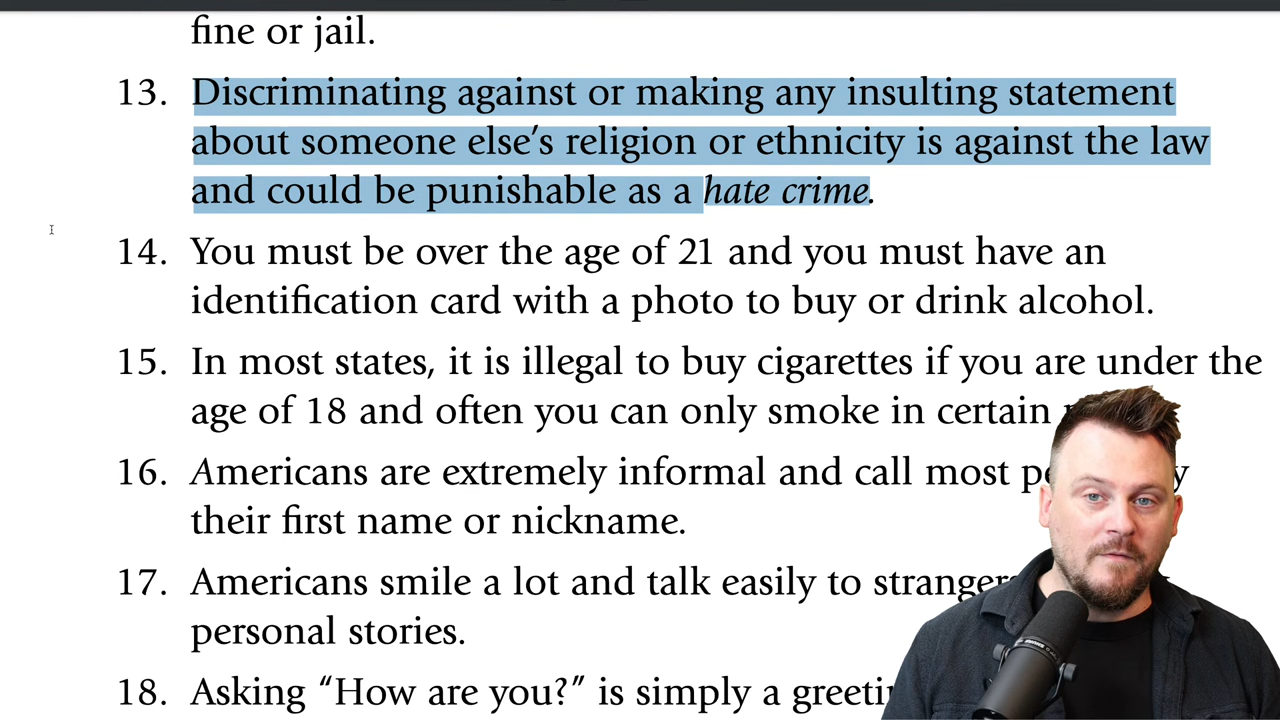 fine or jail.
13. Discriminating against or making any insulting statement
about someone else's religion or ethnicity is against the law
and could be punishable as a hate crime.
14. You must be over the age of 21 and you must have an
identification card with a photo to buy or drink alcohol.
15. In most states, it is illegal to buy cigarettes if you are under the
age of 18 and often you can only smoke in certain
16. Americans are extremely informal and call most
their first name or nickname.
17. Americans smile a lot and talk easily to strangers
personal stories.
18. Asking “How are you?” is simply a